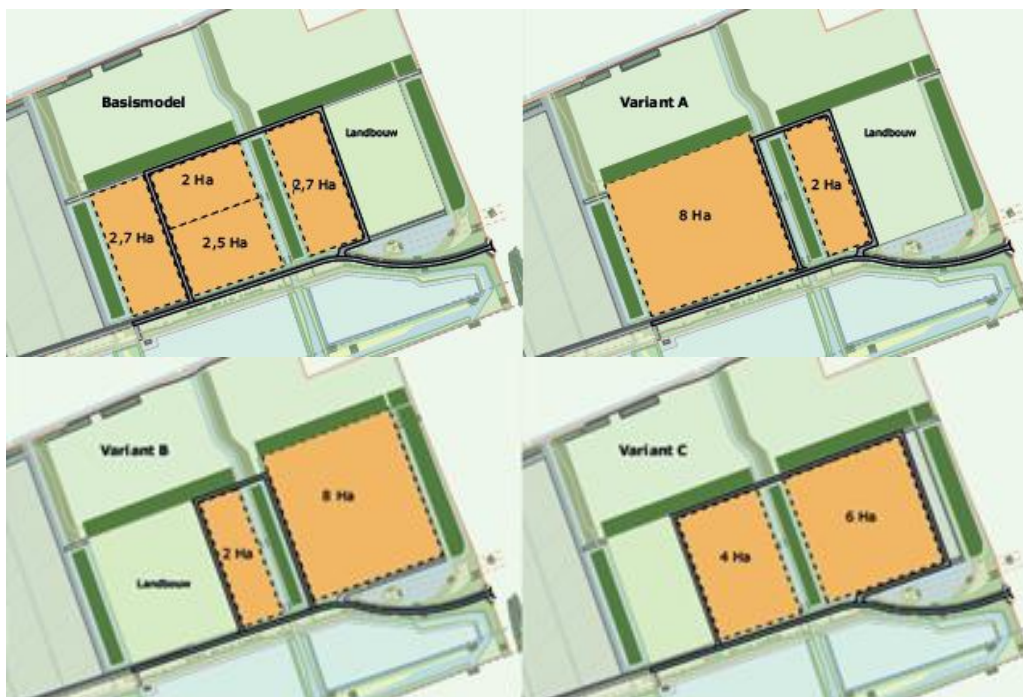 Basismodel
Landbouw
2 Ha
2,7 Ha
2,7 Ha
2,5 Ha
Variant A
Landbouw
2 Ha
8 Ha
Variant B
8 Ha
2 Ha
Landbouw
Variant C
6 Ha
4 Ha